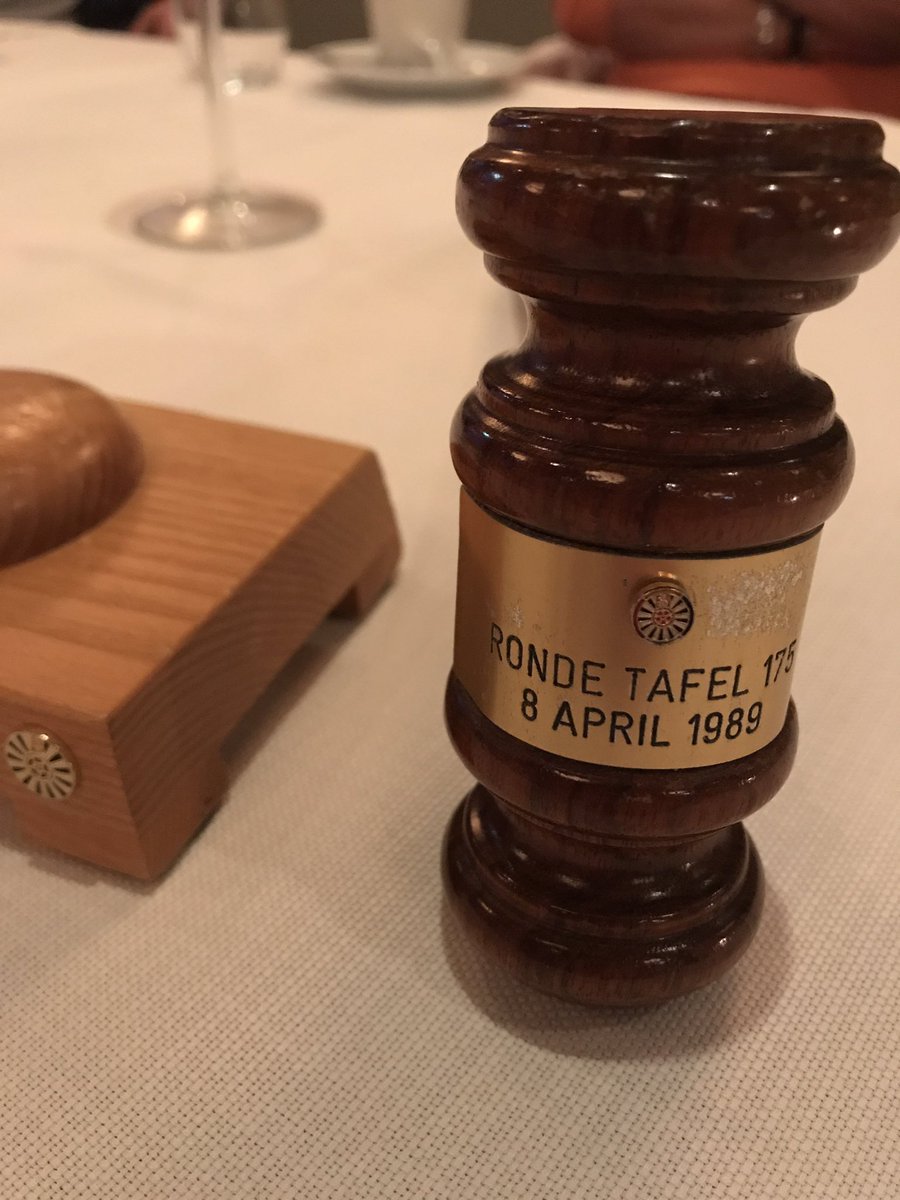 RONDE TAFEL 175
8 APRIL 1989